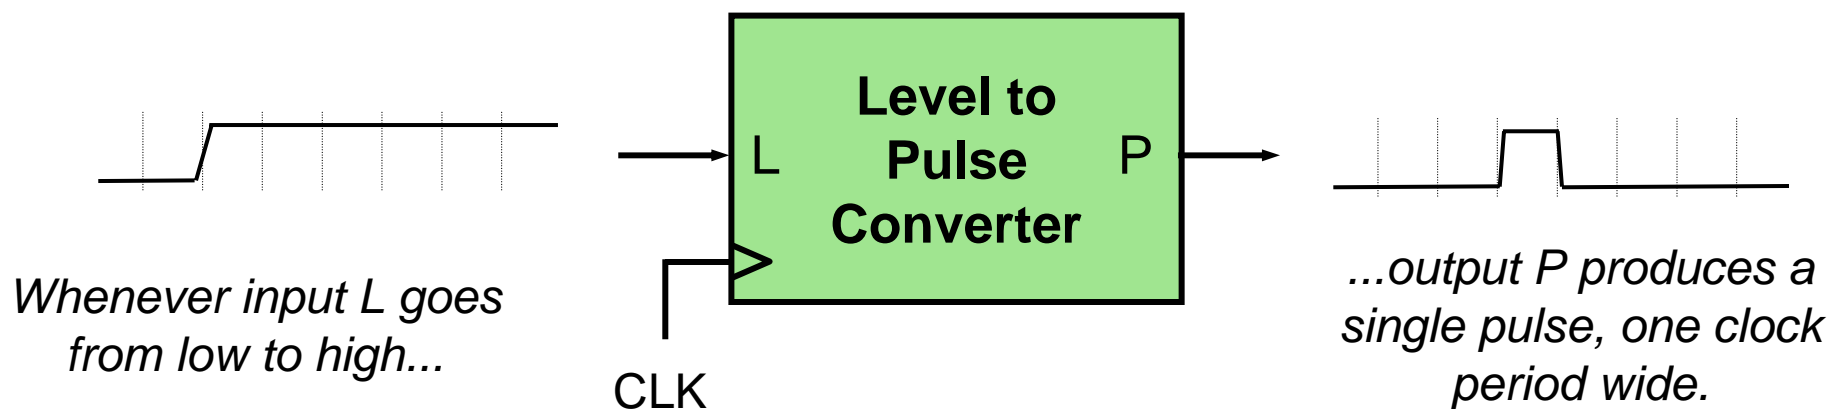 Level to
Pulse
Converter
L
P
CLK
Whenever input L goes
from low to high...
...output P produces a
single pulse, one clock
period wide.